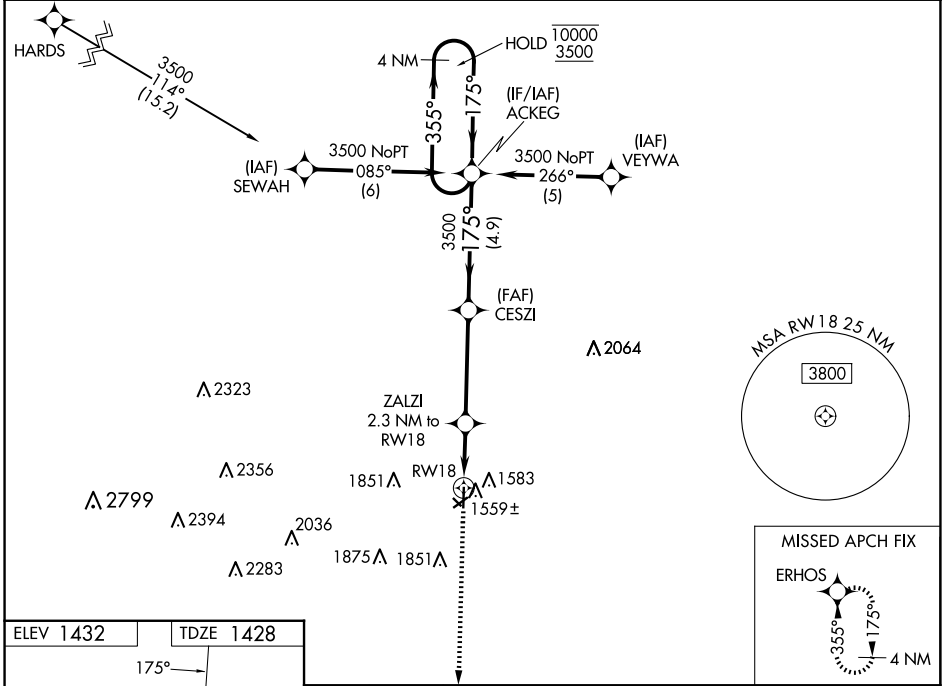 HARDS
3500
114°
(15.2)
4 NM
HOLD
10000
3500
355°
175°
(IF/IAF)
ACKEG
(IAF)
SEWAH
3500 NoPT
085°
(6)
3500 NoPT
266°
(5)
(IAF)
VEYWA
3500
175°
(4.9)
(FAF)
CESZI
2064
MSA RW18 25 NM
3800
2323
ZALZI
2.3 NM to
RW18
2356
1851
RW18
1583
1559±
2799
2394
2036
2283
1875
1851
MISSED APCH FIX
ERHOS
355°
175°
4 NM
ELEV 1432
TDZE 1428
175°